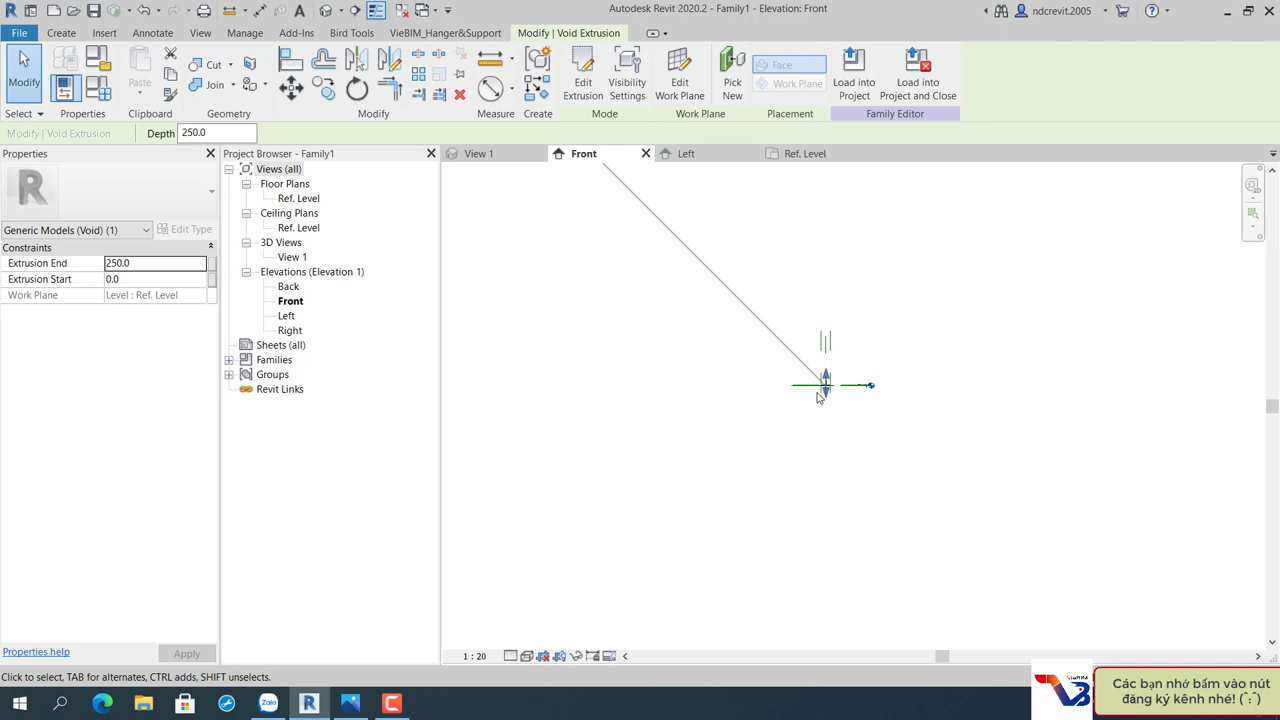 Autodesk Revit 2020.2 - Family1 - Elevation: Front
ndcrevit.2005
File Create Insert Annotate View Manage Add-Ins Bird Tools VieBIM_Hanger&Support Modify | Void Extrusion
Modify
Paste
Cut
Join
Edit
Extrusion
Visibility
Settings
Edit
Work Plane
Pick
New
Face
Work Plane
Load into
Project
Load into
Project and Close
Select Properties Clipboard Geometry Modify Measure Create Mode Work Plane Placement Family Editor
Modify | Void Extrusion Depth 250.0
Properties
Project Browser - Family1
View 1 Front Left Ref. Level
Generic Models (Void) (1) Edit Type
Constraints
Extrusion End 250.0
Extrusion Start 0.0
Work Plane Level : Ref. Level
Views (all)
Floor Plans
Ref. Level
Ceiling Plans
Ref. Level
3D Views
View 1
Elevations (Elevation 1)
Back
Front
Left
Right
Sheets (all)
Families
Groups
Revit Links
Properties help Apply
1 : 20
Click to select, TAB for alternates, CTRL adds, SHIFT unselects.
VieBIM
Các bạn nhớ bấm vào nút
đăng ký kênh nhé! (ˆ:ˆ)
Zalo